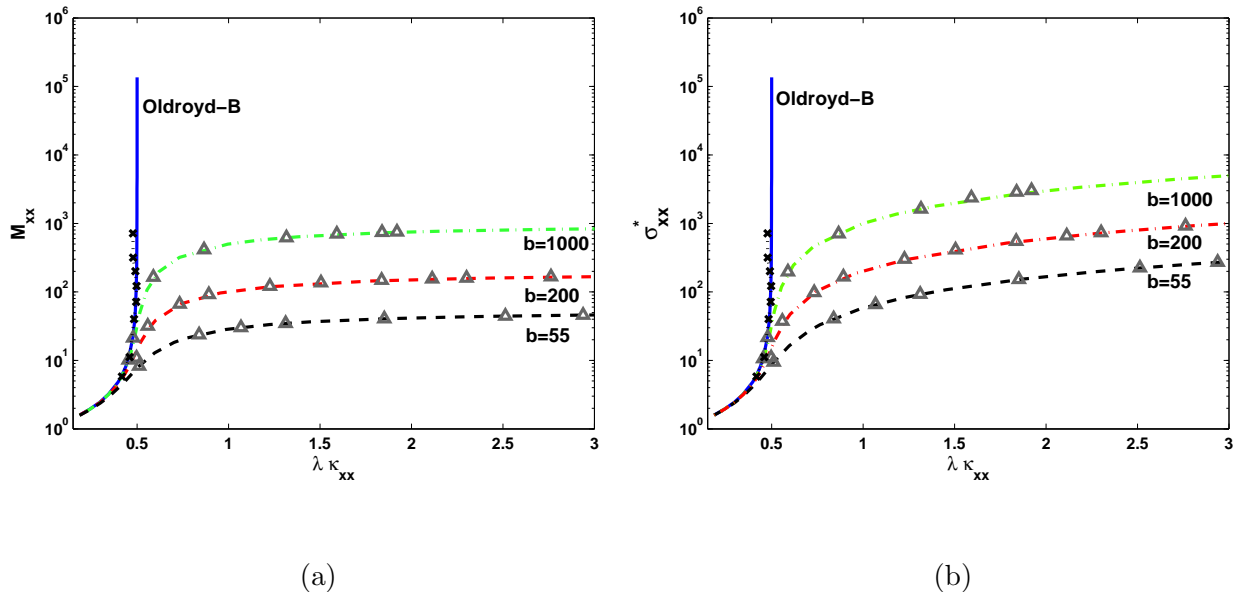 10^6
10^5
10^4
10^3
10^2
10^1
10^0
M_xx
Oldroyd−B
b=1000
b=200
b=55
0.5 1 1.5 2 2.5 3
λ κ_xx
(a)
10^6
10^5
10^4
10^3
10^2
10^1
10^0
σ*_xx
Oldroyd−B
b=1000
b=200
b=55
0.5 1 1.5 2 2.5 3
λ κ_xx
(b)